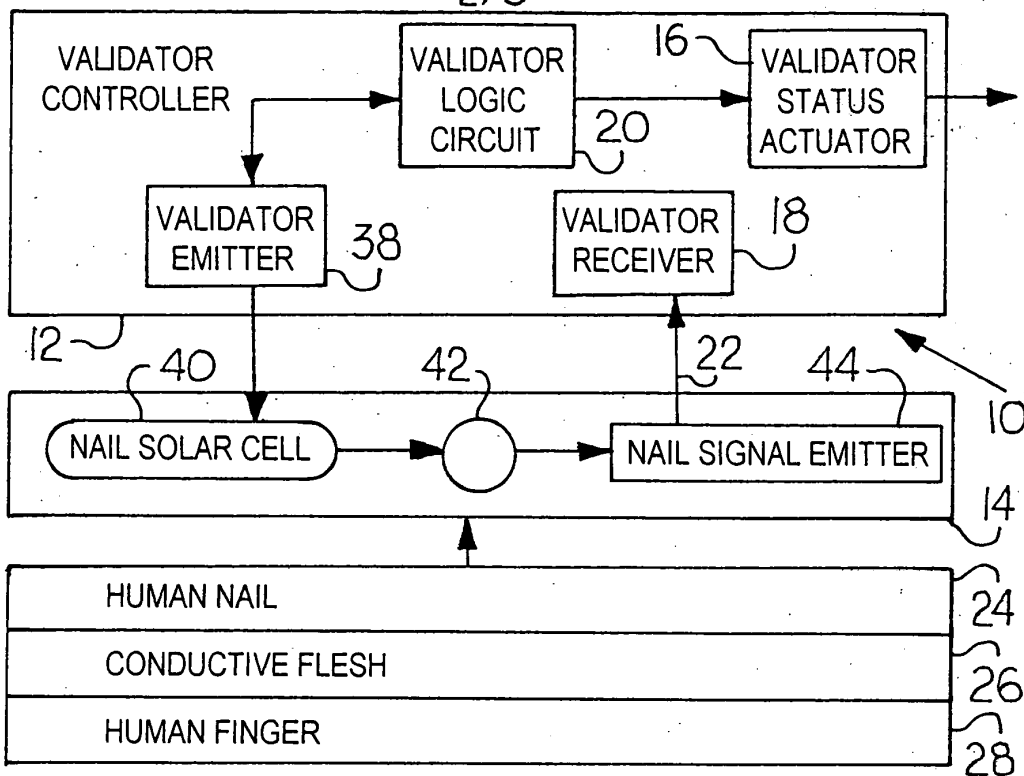 VALIDATOR
CONTROLLER
VALIDATOR
LOGIC
CIRCUIT
20
16
VALIDATOR
STATUS
ACTUATOR
VALIDATOR
EMITTER
38
VALIDATOR
RECEIVER
18
12
40
42
22
44
10
NAIL SOLAR CELL
NAIL SIGNAL EMITTER
14
HUMAN NAIL
24
CONDUCTIVE FLESH
26
HUMAN FINGER
28